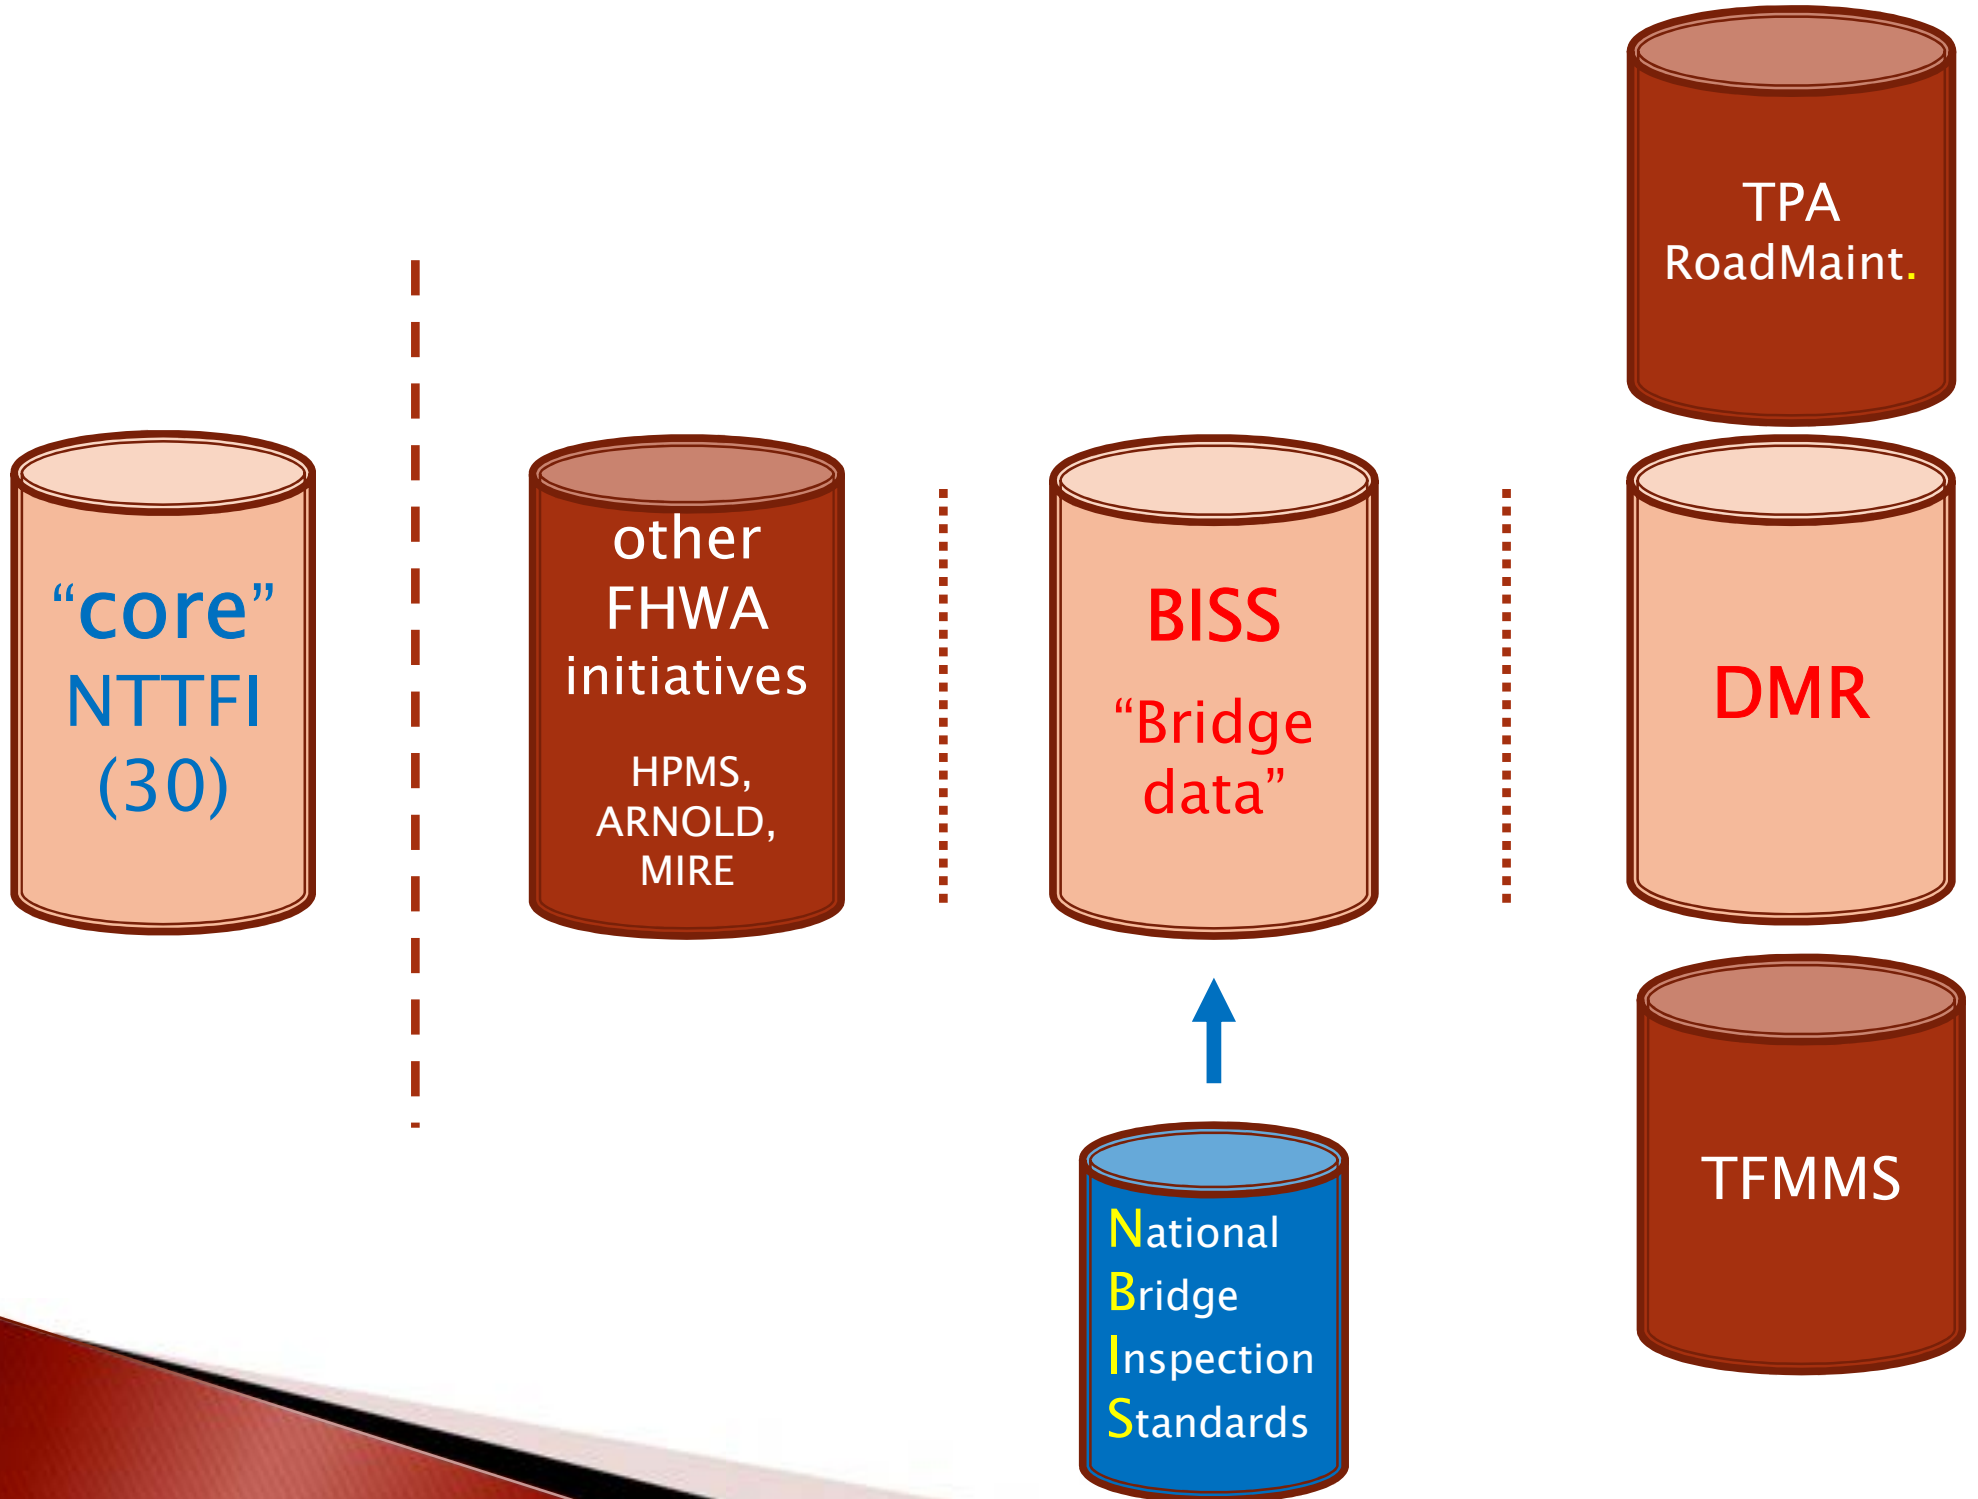 “core”
NTTFI
(30)
other
FHWA
initiatives
HPMS,
ARNOLD,
MIRE
BISS
“Bridge
data”
National
Bridge
Inspection
Standards
TPA
RoadMaint.
DMR
TFMMS